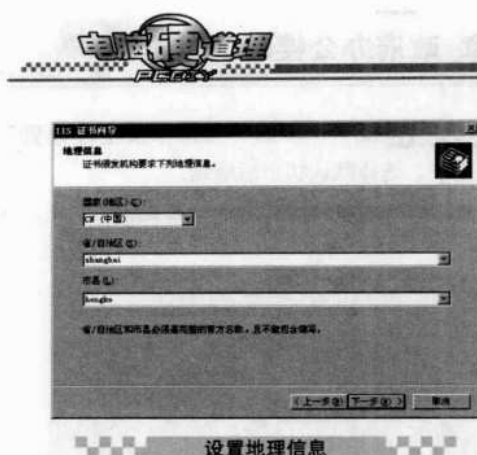 电脑硬道理
PCDIY
IIS 证书向导
地理信息
证书颁发机构要求下列地理信息。
国家(地区)(C):
CN (中国)
省/自治区(S):
shanghai
市县(L):
hongko
省/自治区和市县必须是完整的官方名称，且不能包含缩写。
< 上一步(B) 下一步(N) > 取消
设置地理信息